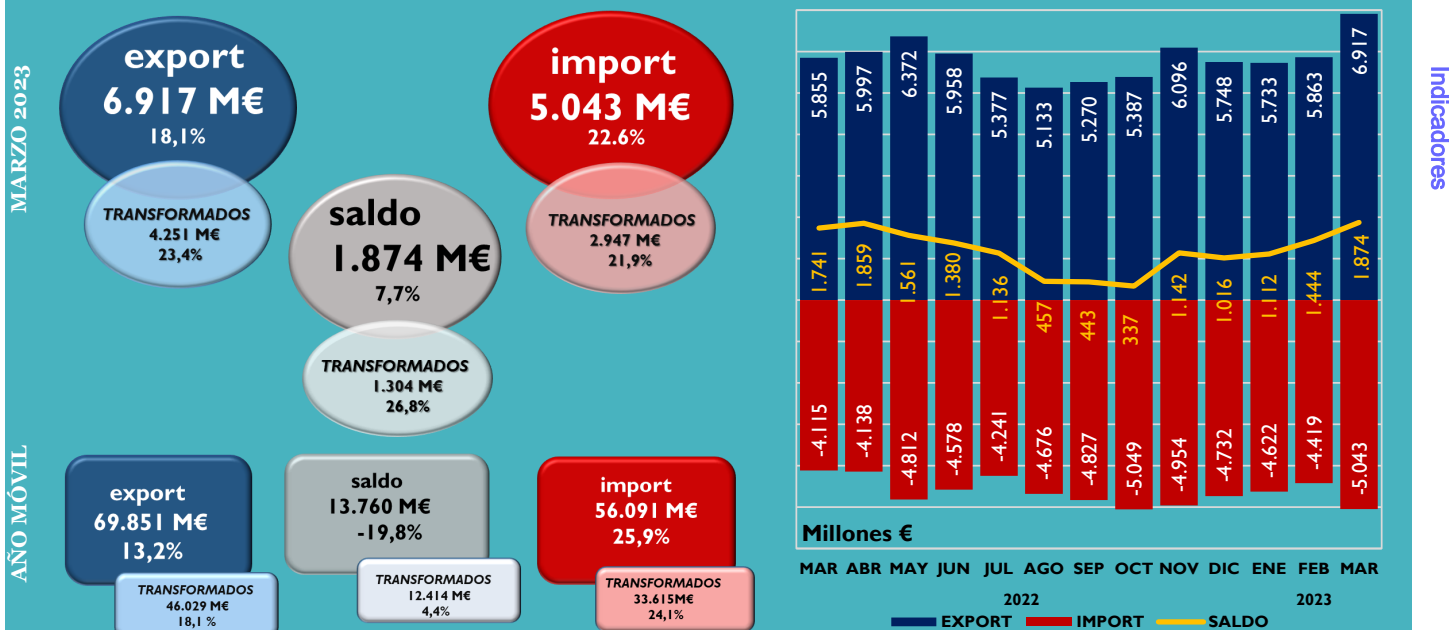 MARZO 2023
export
6.917 M€
18,1%
TRANSFORMADOS
4.251 M€
23,4%
import
5.043 M€
22.6%
TRANSFORMADOS
2.947 M€
21,9%
saldo
1.874 M€
7,7%
TRANSFORMADOS
1.304 M€
26,8%
AÑO MÓVIL
export
69.851 M€
13,2%
TRANSFORMADOS
46.029 M€
18,1 %
saldo
13.760 M€
-19,8%
TRANSFORMADOS
12.414 M€
4,4%
import
56.091 M€
25,9%
TRANSFORMADOS
33.615M€
24,1%
5.855
5.997
6.372
5.958
5.377
5.133
5.270
5.387
6.096
5.748
5.733
5.863
6.917
1.741
1.859
1.561
1.380
1.136
457
443
337
1.142
1.016
1.112
1.444
1.874
-4.115
-4.138
-4.812
-4.578
-4.241
-4.676
-4.827
-5.049
-4.954
-4.732
-4.622
-4.419
-5.043
Millones €
MAR ABR MAY JUN JUL AGO SEP OCT NOV DIC ENE FEB MAR
2022 2023
EXPORT IMPORT SALDO
Indicadores